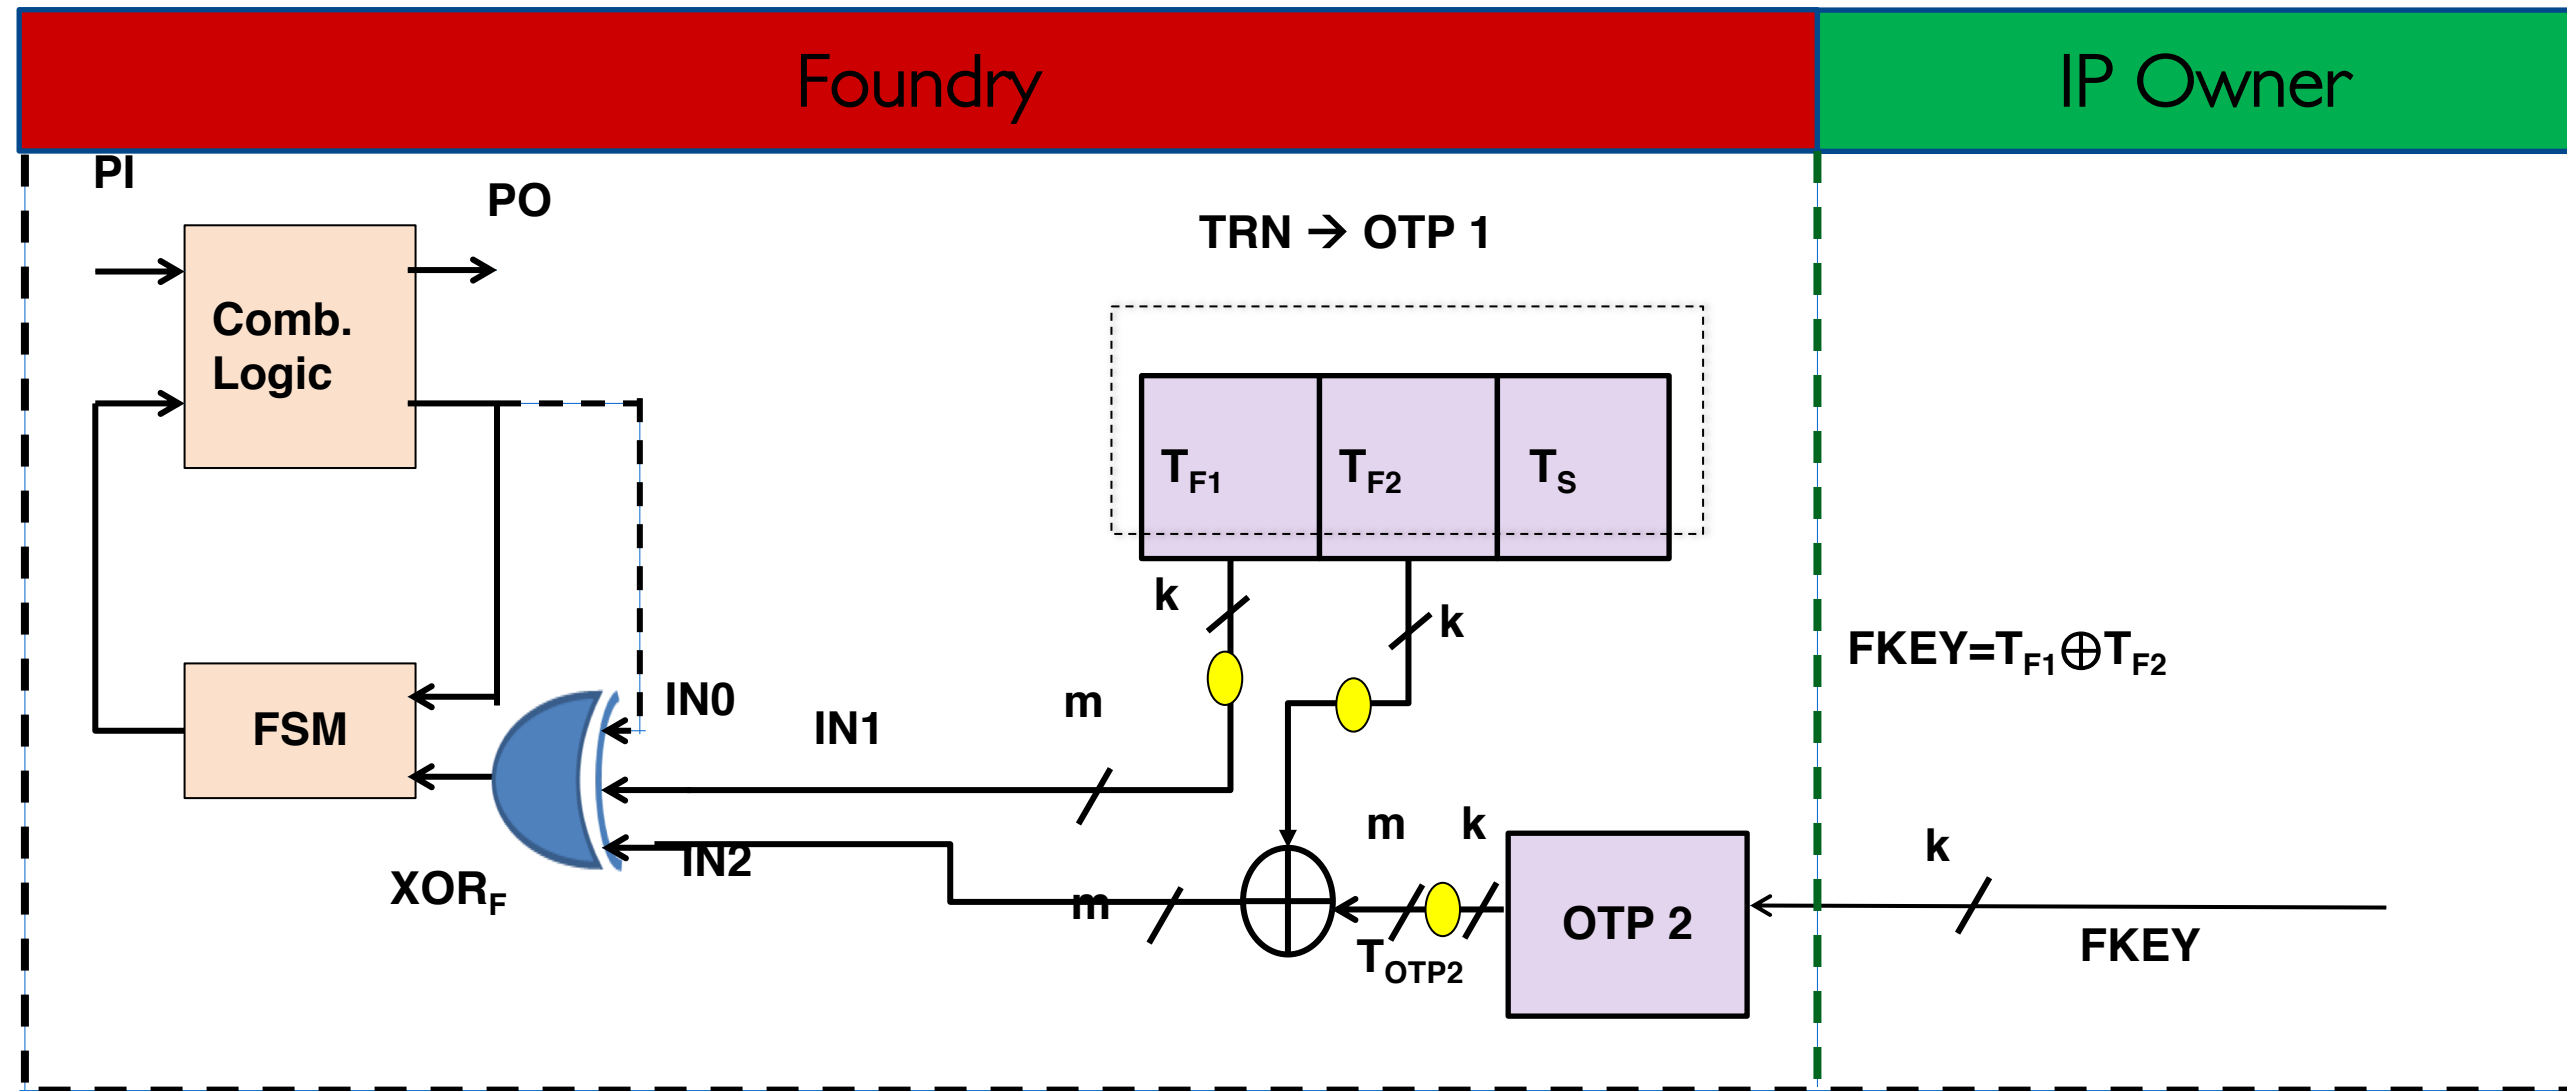 Foundry
IP Owner
PI
PO
TRN → OTP 1
Comb.
Logic
TF1
TF2
TS
k
k
FKEY=TF1⊕TF2
IN0
m
IN1
FSM
m
k
k
IN2
XORF
m
OTP 2
TOTP2
FKEY